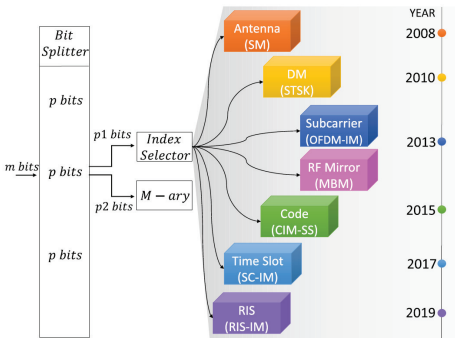 Bit
Splitter
p bits
p bits
p bits
m bits
p1 bits
p2 bits
Index
Selector
M − ary
Antenna
(SM)
DM
(STSK)
Subcarrier
(OFDM-IM)
RF Mirror
(MBM)
Code
(CIM-SS)
Time Slot
(SC-IM)
RIS
(RIS-IM)
YEAR
2008
2010
2013
2015
2017
2019